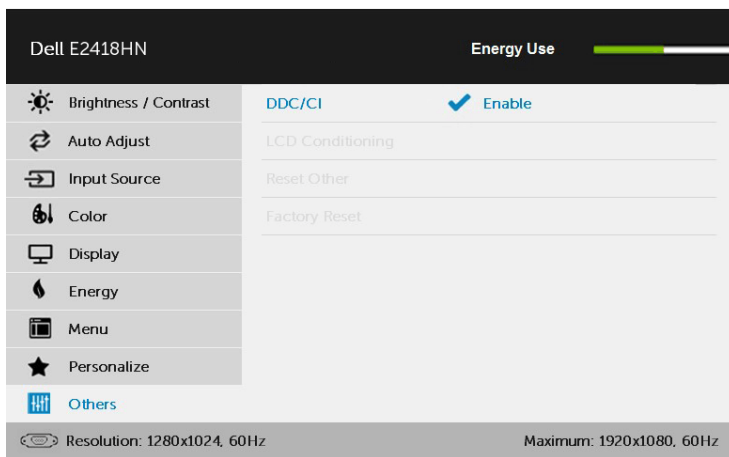 Dell E2418HN Energy Use
Brightness / Contrast DDC/CI Enable
Auto Adjust LCD Conditioning
Input Source Reset Other
Color Factory Reset
Display
Energy
Menu
Personalize
Others
Resolution: 1280x1024, 60Hz Maximum: 1920x1080, 60Hz